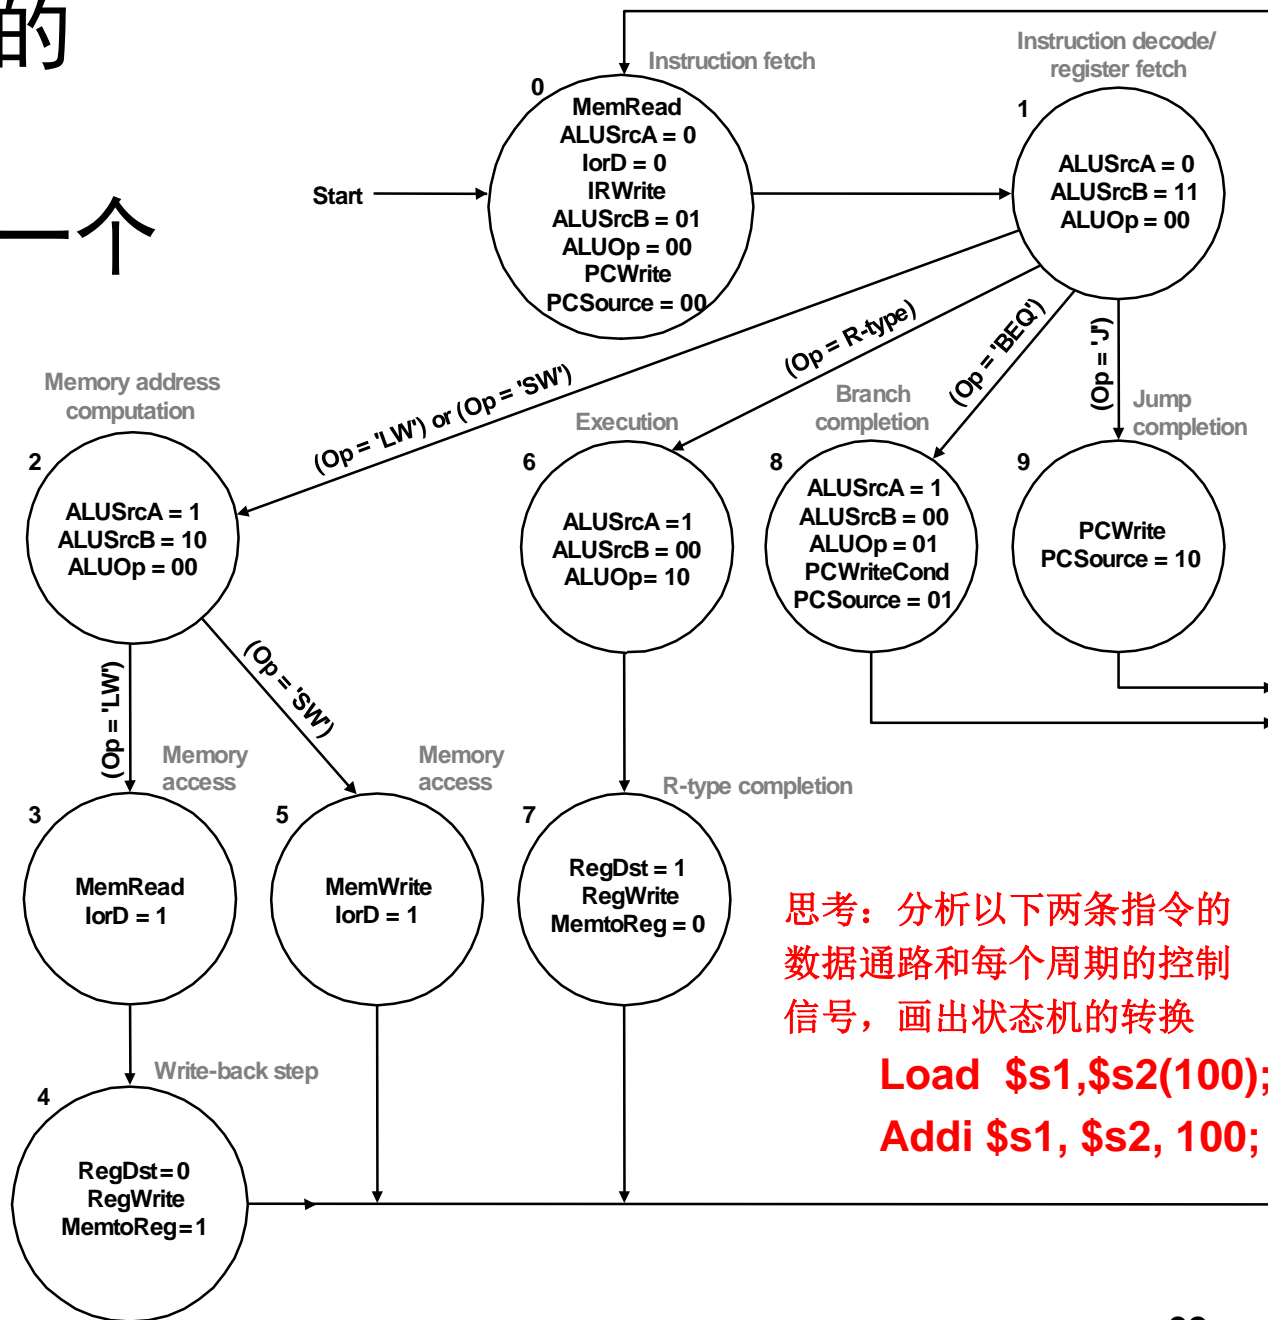 的
一个
Instruction fetch
Instruction decode/
register fetch
0
MemRead
ALUSrcA = 0
IorD = 0
IRWrite
ALUSrcB = 01
ALUOp = 00
PCWrite
PCSource = 00
Start
1
ALUSrcA = 0
ALUSrcB = 11
ALUOp = 00
(Op = 'LW') or (Op = 'SW')
(Op = R-type)
(Op = 'BEQ')
(Op = 'J')
Memory address
computation
2
ALUSrcA = 1
ALUSrcB = 10
ALUOp = 00
Execution
6
ALUSrcA =1
ALUSrcB = 00
ALUOp= 10
Branch
completion
8
ALUSrcA = 1
ALUSrcB = 00
ALUOp = 01
PCWriteCond
PCSource = 01
Jump
completion
9
PCWrite
PCSource = 10
(Op = 'LW')
(Op = 'SW')
Memory
access
3
MemRead
IorD = 1
Memory
access
5
MemWrite
IorD = 1
R-type completion
7
RegDst = 1
RegWrite
MemtoReg = 0
Write-back step
4
RegDst=0
RegWrite
MemtoReg=1
思考：分析以下两条指令的
数据通路和每个周期的控制
信号，画出状态机的转换
Load $s1,$s2(100);
Addi $s1, $s2, 100;